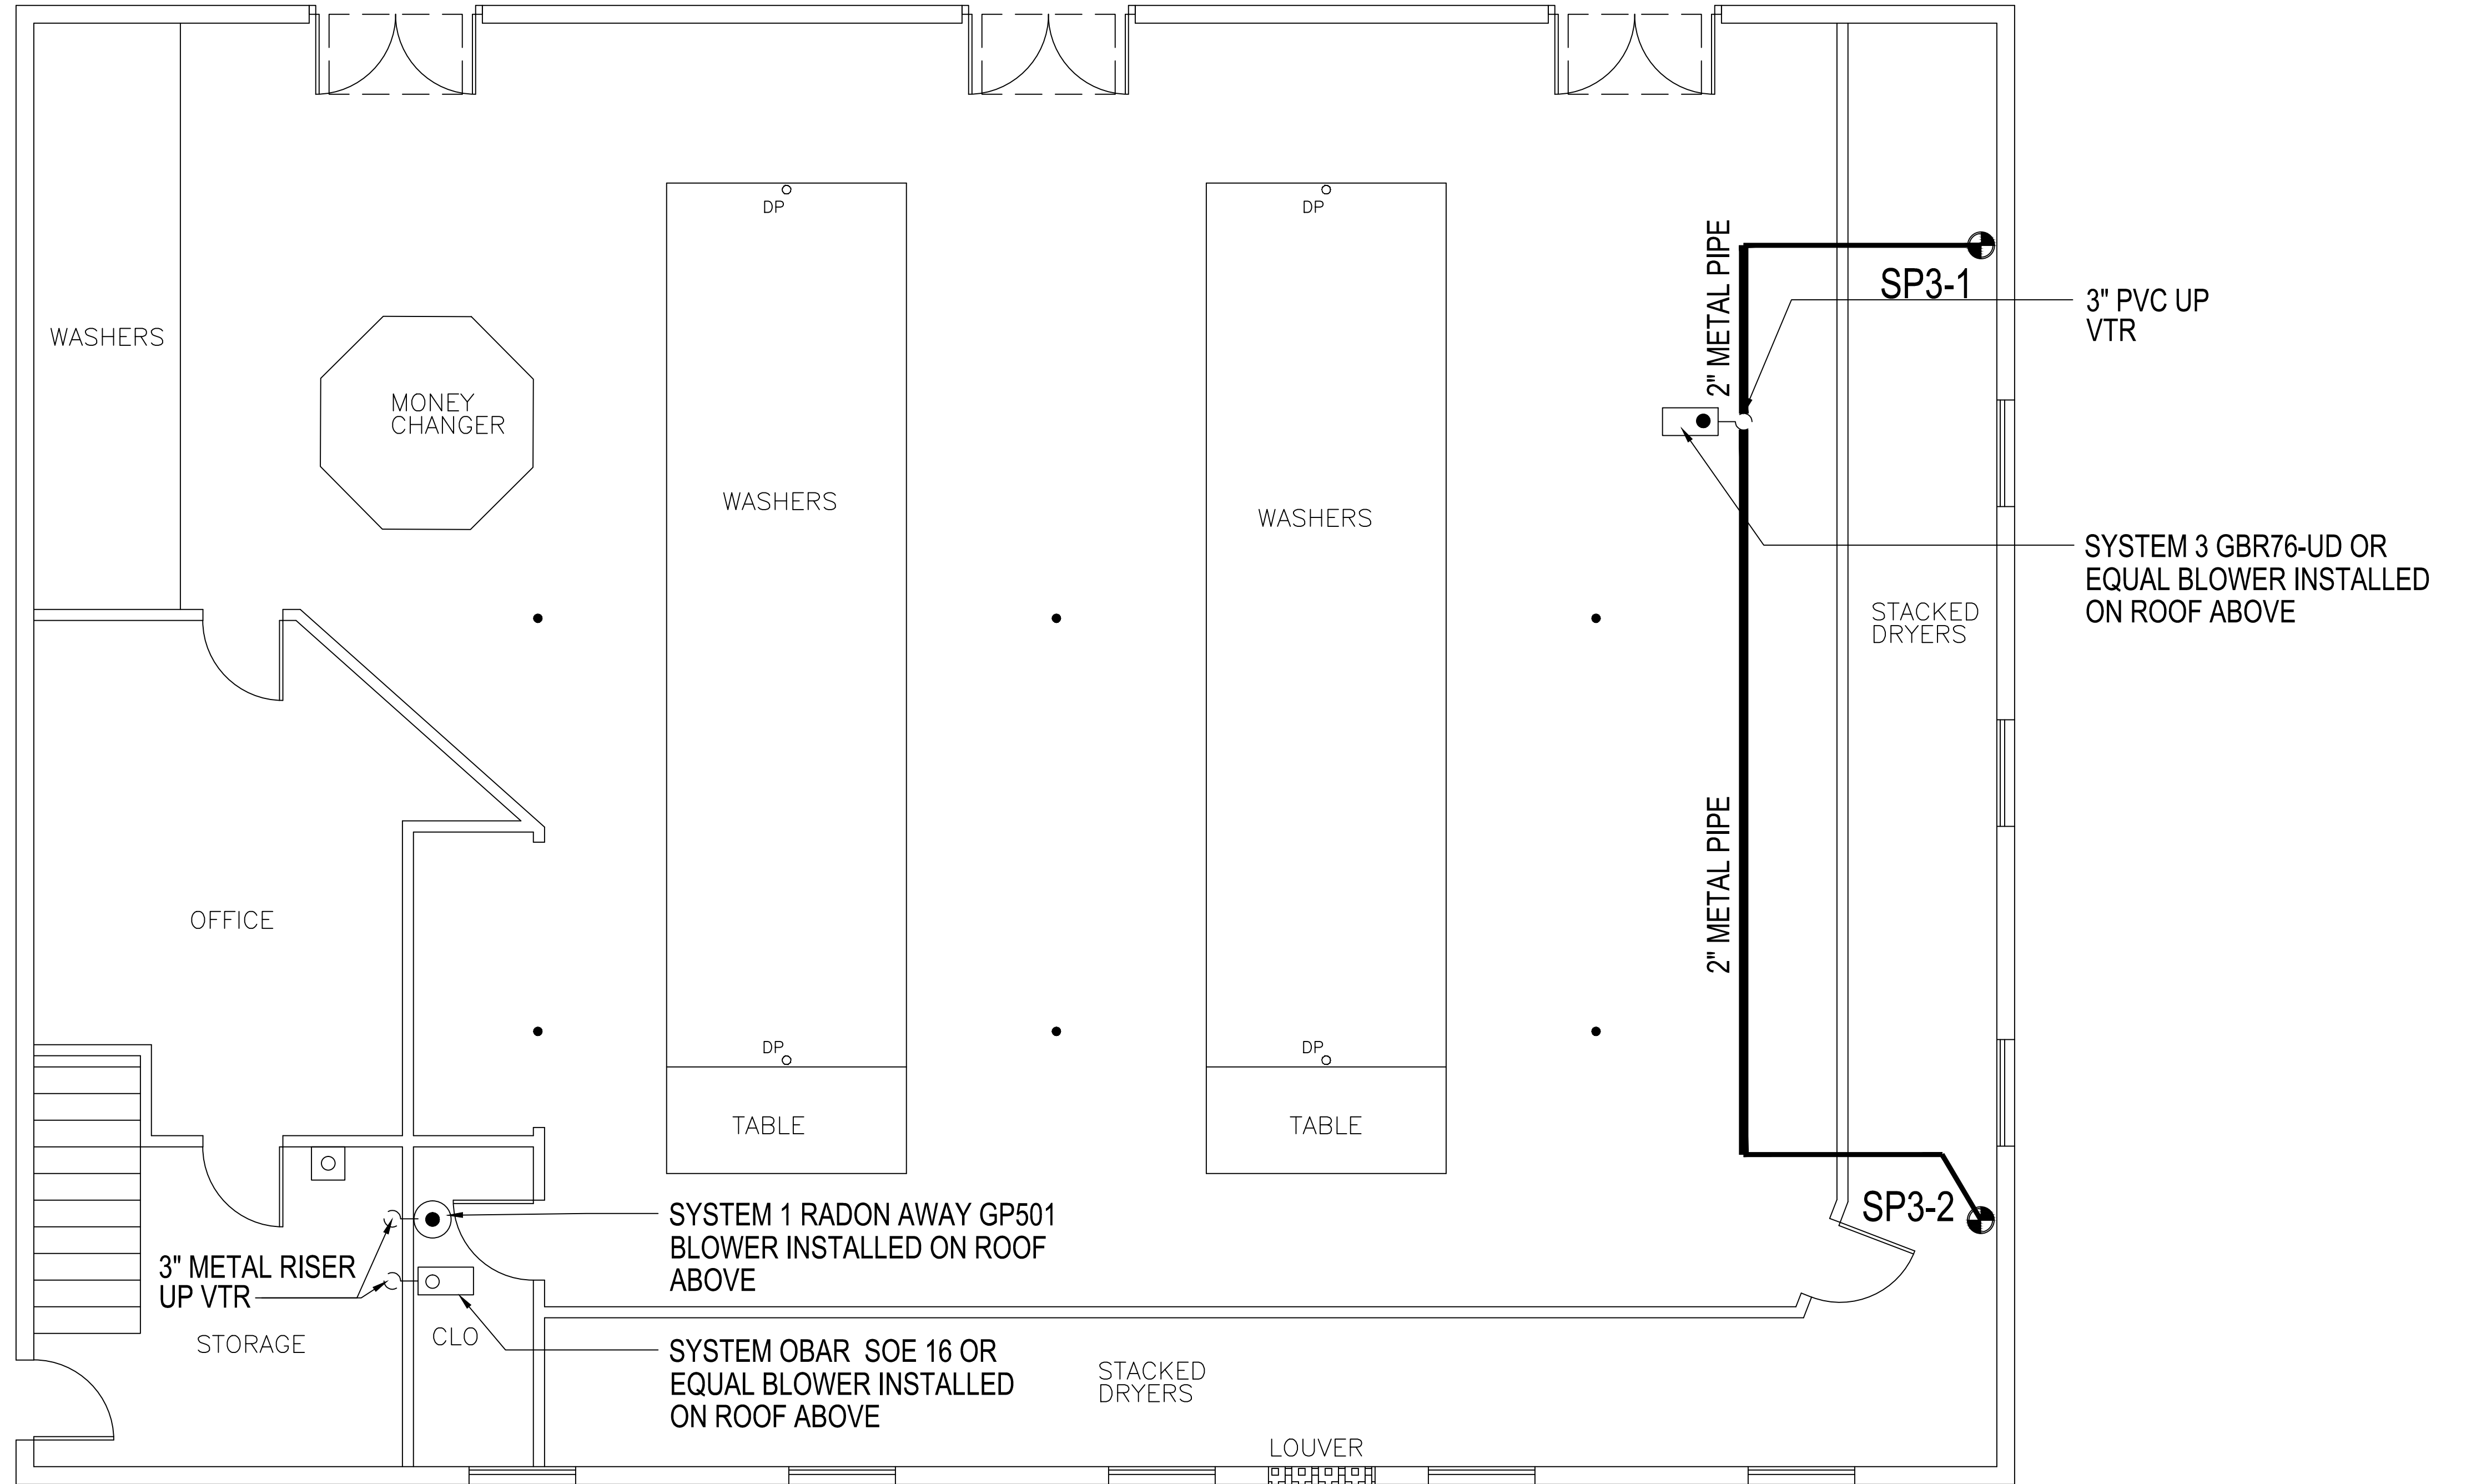 DP
DP
2" METAL PIPE
SP3-1
3" PVC UP
VTR
WASHERS
MONEY
CHANGER
WASHERS
WASHERS
SYSTEM 3 GBR76-UD OR
EQUAL BLOWER INSTALLED
ON ROOF ABOVE
STACKED
DRYERS
2" METAL PIPE
OFFICE
DP
DP
TABLE
TABLE
SP3-2
SYSTEM 1 RADON AWAY GP501
BLOWER INSTALLED ON ROOF
ABOVE
3" METAL RISER
UP VTR
STORAGE
CLO
SYSTEM OBAR SOE 16 OR
EQUAL BLOWER INSTALLED
ON ROOF ABOVE
STACKED
DRYERS
LOUVER